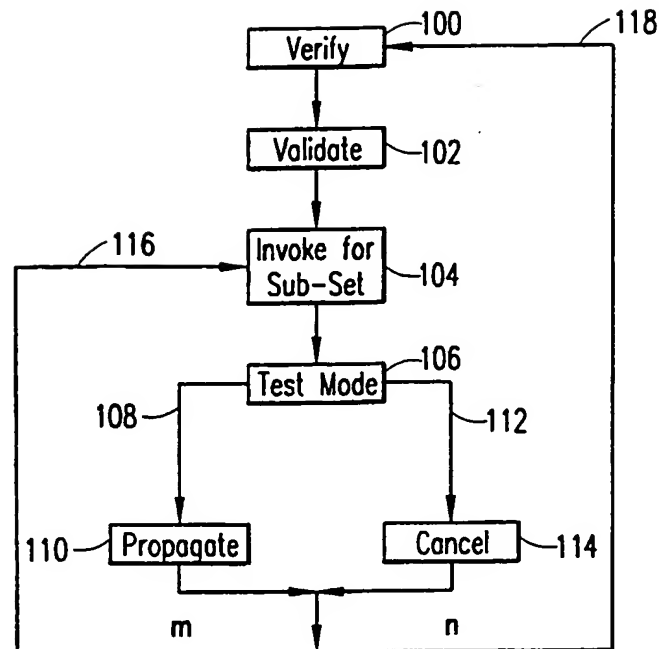 100
118
Verify
Validate
102
116
Invoke for
Sub-Set
104
106
Test Mode
108
112
110
Propagate
Cancel
114
m
n